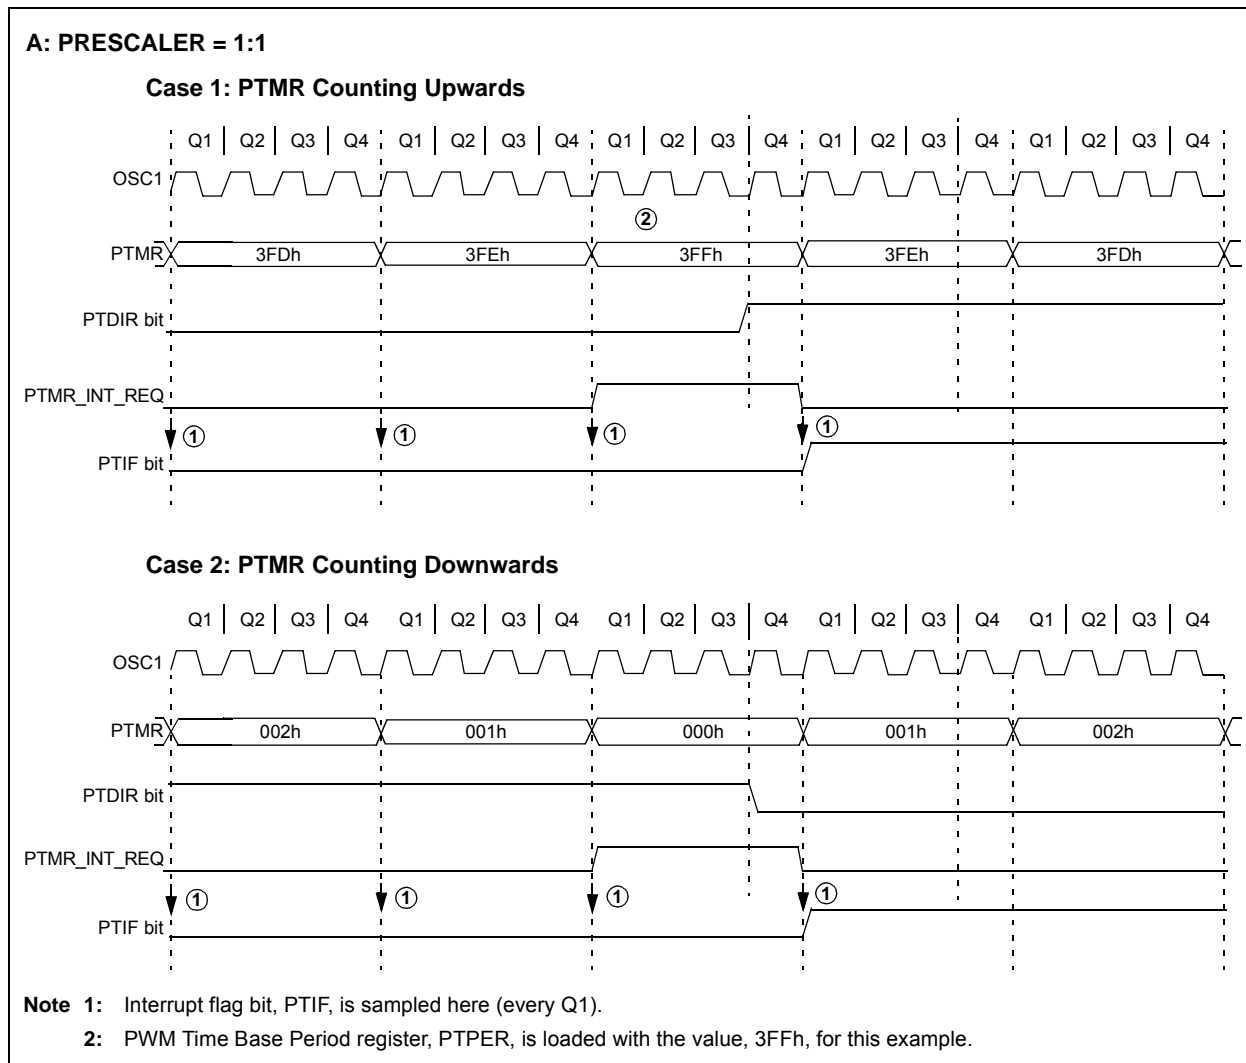 A: PRESCALER = 1:1
Case 1: PTMR Counting Upwards
Q1 Q2 Q3 Q4 Q1 Q2 Q3 Q4 Q1 Q2 Q3 Q4 Q1 Q2 Q3 Q4 Q1 Q2 Q3 Q4
OSC1
2
PTMR 3FDh 3FEh 3FFh 3FEh 3FDh
PTDIR bit
PTMR_INT_REQ
1 1 1 1
PTIF bit
Case 2: PTMR Counting Downwards
Q1 Q2 Q3 Q4 Q1 Q2 Q3 Q4 Q1 Q2 Q3 Q4 Q1 Q2 Q3 Q4 Q1 Q2 Q3 Q4
OSC1
PTMR 002h 001h 000h 001h 002h
PTDIR bit
PTMR_INT_REQ
1 1 1 1
PTIF bit
Note 1: Interrupt flag bit, PTIF, is sampled here (every Q1).
2: PWM Time Base Period register, PTPER, is loaded with the value, 3FFh, for this example.